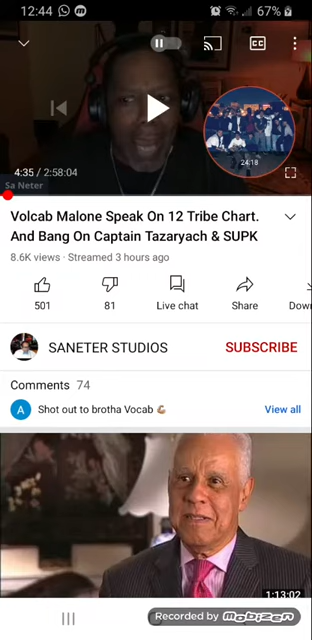 12:44
67%
4:35 / 2:58:04
24:18
Sa Neter
Volcab Malone Speak On 12 Tribe Chart.
And Bang On Captain Tazaryach & SUPK
8.6K views · Streamed 3 hours ago
501
81
Live chat
Share
Down
SANETER STUDIOS
SUBSCRIBE
Comments 74
A
Shot out to brotha Vocab 💪🏽
View all
1:13:02
Recorded by mobizen